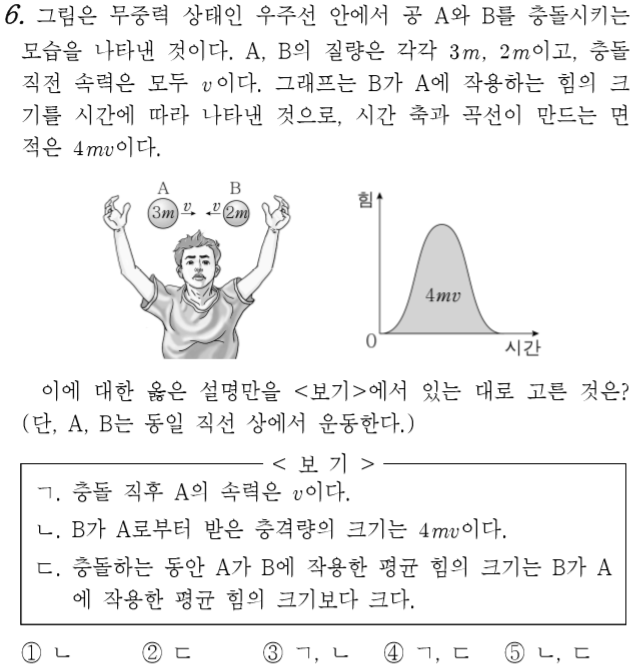 6. 그림은 무중력 상태인 우주선 안에서 공 A와 B를 충돌시키는
모습을 나타낸 것이다. A, B의 질량은 각각 3m, 2m이고, 충돌
직전 속력은 모두 v이다. 그래프는 B가 A에 작용하는 힘의 크
기를 시간에 따라 나타낸 것으로, 시간 축과 곡선이 만드는 면
적은 4mv이다.
A B
3m v v 2m
힘
4mv
0
시간
이에 대한 옳은 설명만을 <보기>에서 있는 대로 고른 것은?
(단, A, B는 동일 직선 상에서 운동한다.)
< 보 기 >
ㄱ. 충돌 직후 A의 속력은 v이다.
ㄴ. B가 A로부터 받은 충격량의 크기는 4mv이다.
ㄷ. 충돌하는 동안 A가 B에 작용한 평균 힘의 크기는 B가 A
에 작용한 평균 힘의 크기보다 크다.
① ㄴ ② ㄷ ③ ㄱ, ㄴ ④ ㄱ, ㄷ ⑤ ㄴ, ㄷ